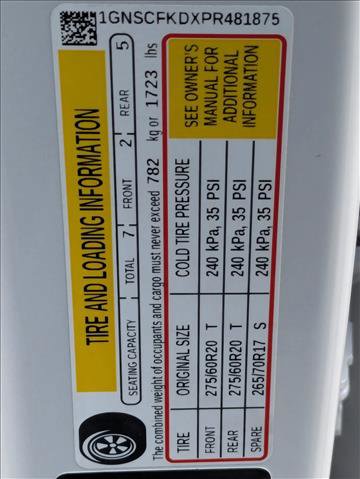 1GNSCFKDXPR481875
TIRE AND LOADING INFORMATION
SEATING CAPACITY TOTAL 7 FRONT 2 REAR 5
The combined weight of occupants and cargo must never exceed 782 kg or 1723 lbs
TIRE ORIGINAL SIZE COLD TIRE PRESSURE
FRONT 275/60R20 T 240 kPa, 35 PSI
REAR 275/60R20 T 240 kPa, 35 PSI
SPARE 265/70R17 S 240 kPa, 35 PSI
SEE OWNER'S
MANUAL FOR
ADDITIONAL
INFORMATION